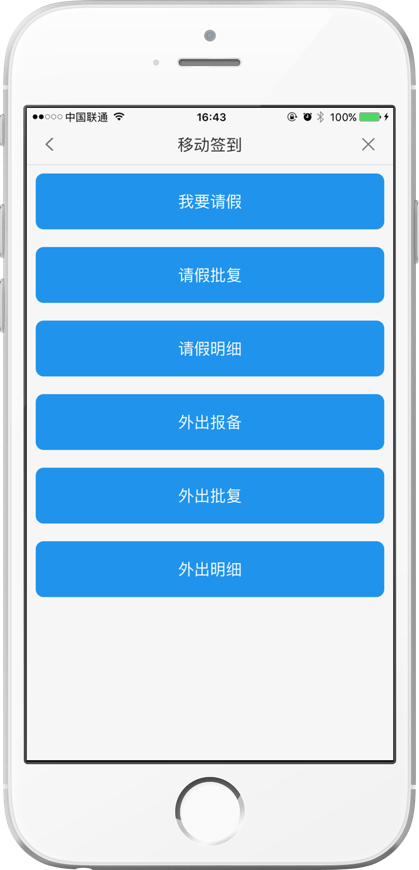 中国联通 16:43 100%
移动签到
我要请假
请假批复
请假明细
外出报备
外出批复
外出明细